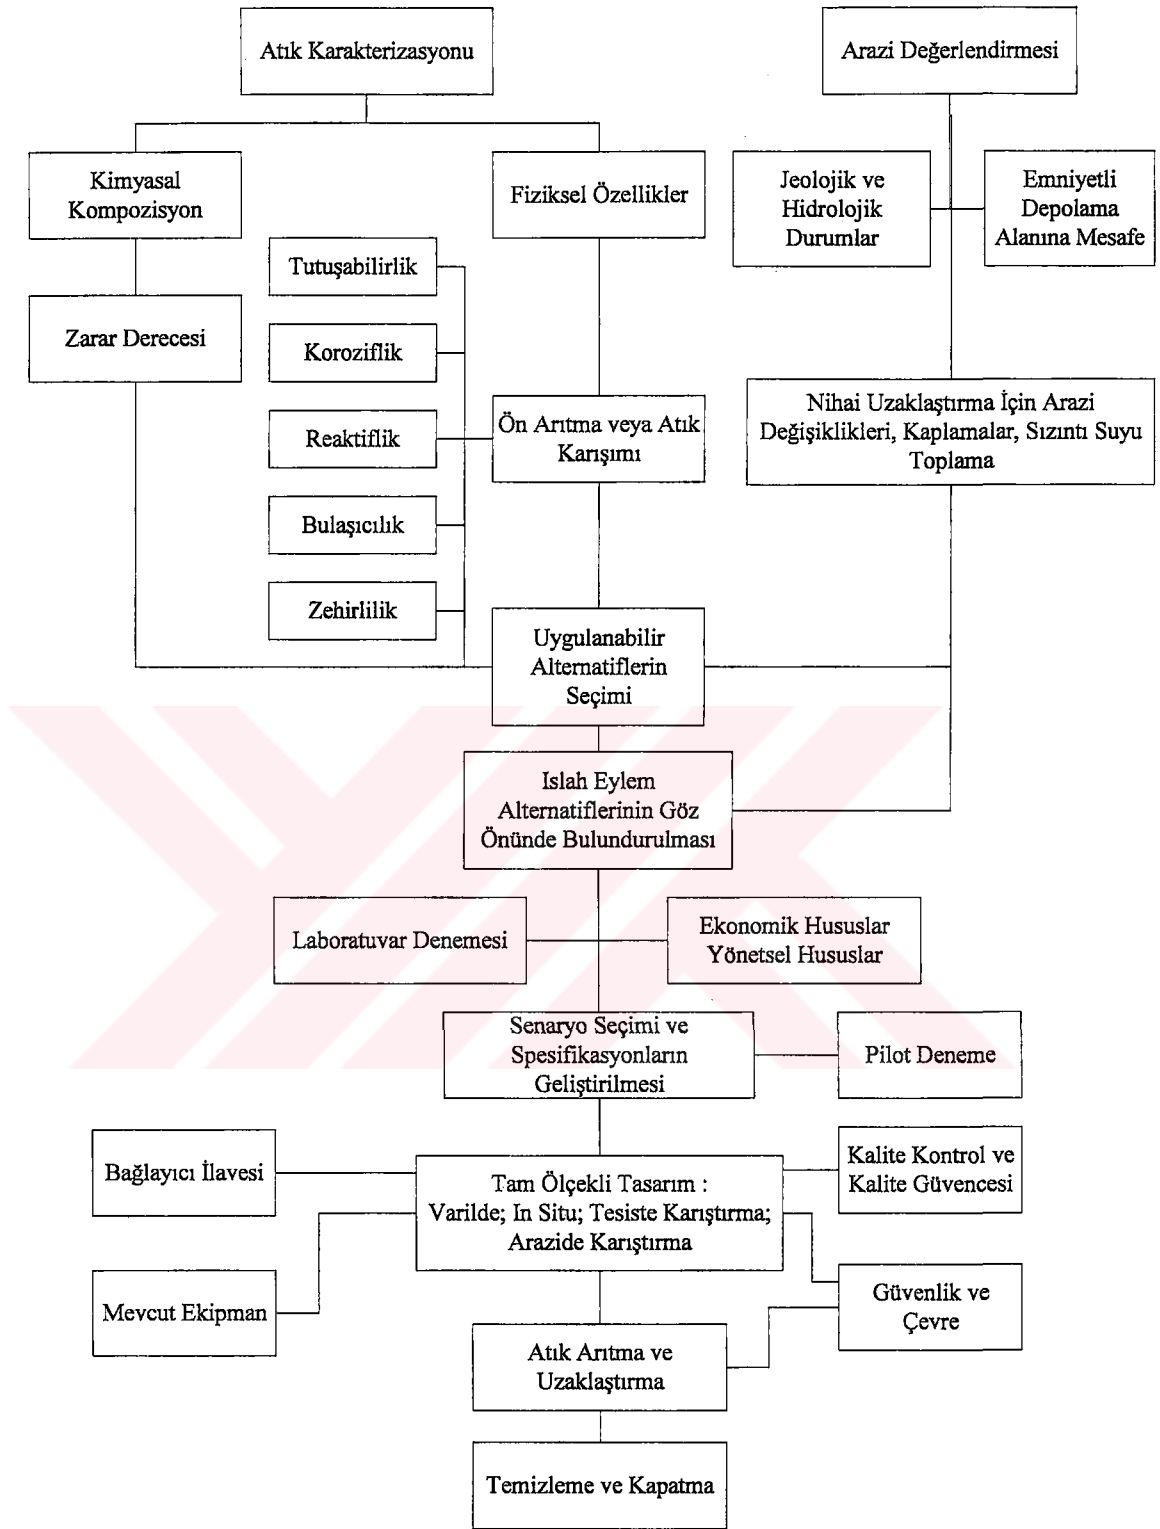 Atık Karakterizasyonu
Arazi Değerlendirmesi
Kimyasal
Kompozisyon
Fiziksel Özellikler
Jeolojik ve
Hidrolojik
Durumlar
Emniyetli
Depolama
Alanına Mesafe
Tutuşabilirlik
Zarar Derecesi
Koroziflik
Reaktiflik
Ön Arıtma veya Atık
Karışımı
Nihai Uzaklaştırma İçin Arazi
Değişiklikleri, Kaplamalar, Sızıntı Suyu
Toplama
Bulaşıcılık
Zehirlilik
Uygulanabilir
Alternatiflerin
Seçimi
Islah Eylem
Alternatiflerinin Göz
Önünde Bulundurulması
Laboratuvar Denemesi
Ekonomik Hususlar
Yönetsel Hususlar
Senaryo Seçimi ve
Spesifikasyonların
Geliştirilmesi
Pilot Deneme
Bağlayıcı İlavesi
Tam Ölçekli Tasarım :
Varilde; In Situ; Tesiste Karıştırma;
Arazide Karıştırma
Kalite Kontrol ve
Kalite Güvencesi
Mevcut Ekipman
Güvenlik ve
Çevre
Atık Arıtma ve
Uzaklaştırma
Temizleme ve Kapatma